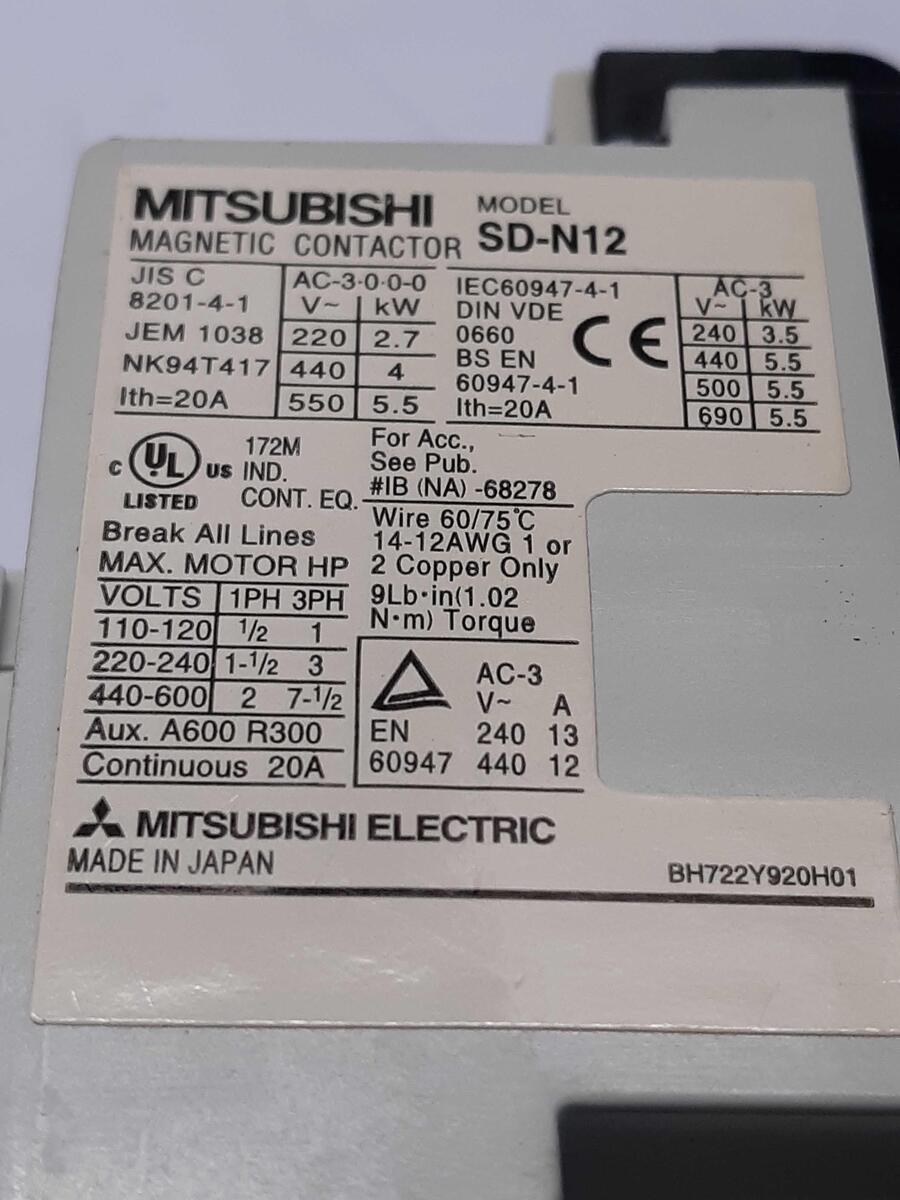 MITSUBISHI
MAGNETIC CONTACTOR
MODEL
SD-N12
JIS C
8201-4-1
JEM 1038
NK94T417
Ith=20A
AC-3·0·0-0
V~ kW
220 2.7
440 4
550 5.5
IEC60947-4-1
DIN VDE
0660
BS EN
60947-4-1
Ith=20A
CE
AC-3
V~ kW
240 3.5
440 5.5
500 5.5
690 5.5
C UL US
LISTED
172M
IND.
CONT. EQ.
For Acc.,
See Pub.
#IB (NA) -68278
Break All Lines
MAX. MOTOR HP
VOLTS 1PH 3PH
110-120 1/2 1
220-240 1-1/2 3
440-600 2 7-1/2
Aux. A600 R300
Continuous 20A
Wire 60/75℃
14-12AWG 1 or
2 Copper Only
9Lb·in(1.02
N·m) Torque
EN
60947
AC-3
V~ A
240 13
440 12
MITSUBISHI ELECTRIC
MADE IN JAPAN
BH722Y920H01